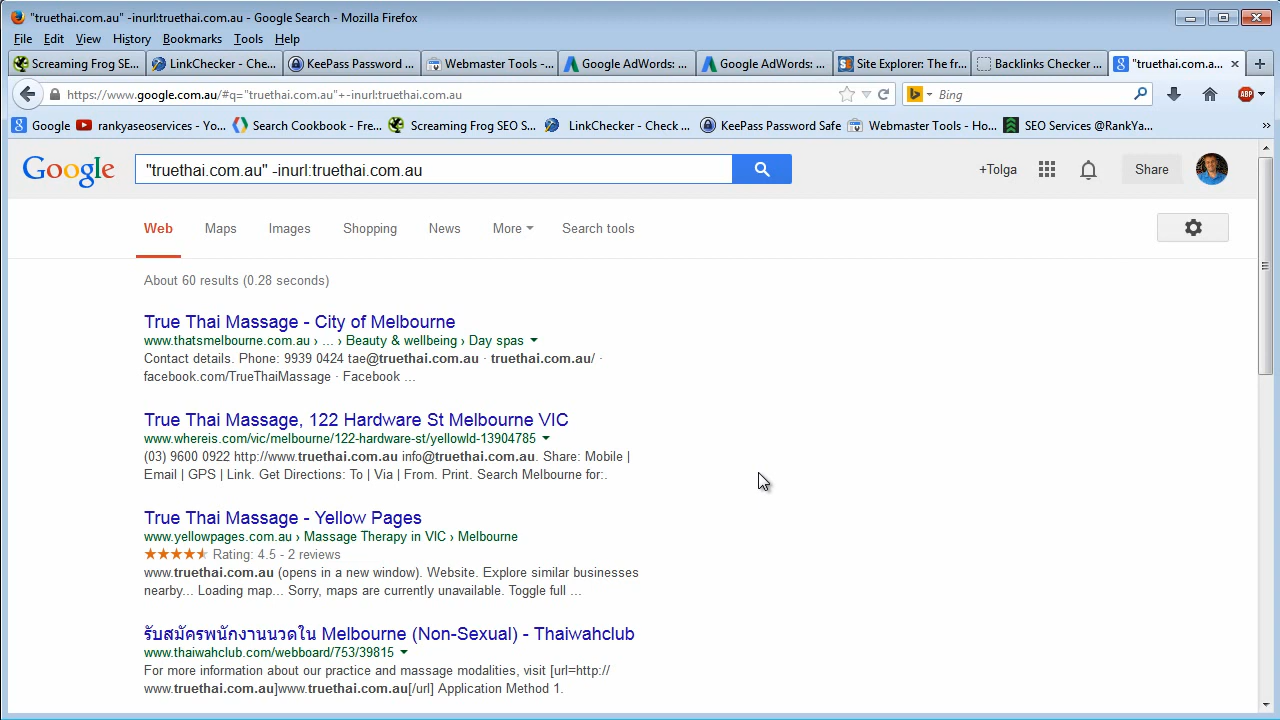 "truethai.com.au" -inurl:truethai.com.au - Google Search - Mozilla Firefox
File Edit View History Bookmarks Tools Help
Screaming Frog SE... LinkChecker - Che... KeePass Password ... Webmaster Tools -... Google AdWords: ... Google AdWords: ... Site Explorer: The fr... Backlinks Checker ... "truethai.com.a...
https://www.google.com.au/#q="truethai.com.au"+-inurl:truethai.com.au Bing ABP
Google rankyaseoservices - Yo... Search Cookbook - Fre... Screaming Frog SEO S... LinkChecker - Check ... KeePass Password Safe Webmaster Tools - Ho... SEO Services @RankYa... »
Google "truethai.com.au" -inurl:truethai.com.au +Tolga Share
Web Maps Images Shopping News More Search tools
About 60 results (0.28 seconds)
True Thai Massage - City of Melbourne
www.thatsmelbourne.com.au › ... › Beauty & wellbeing › Day spas
Contact details. Phone: 9939 0424 tae@truethai.com.au · truethai.com.au/ ·
facebook.com/TrueThaiMassage · Facebook ...
True Thai Massage, 122 Hardware St Melbourne VIC
www.whereis.com/vic/melbourne/122-hardware-st/yellowId-13904785
(03) 9600 0922 http://www.truethai.com.au info@truethai.com.au. Share: Mobile |
Email | GPS | Link. Get Directions: To | Via | From. Print. Search Melbourne for:.
True Thai Massage - Yellow Pages
www.yellowpages.com.au › Massage Therapy in VIC › Melbourne
Rating: 4.5 - 2 reviews
www.truethai.com.au (opens in a new window). Website. Explore similar businesses
nearby... Loading map... Sorry, maps are currently unavailable. Toggle full ...
รับสมัครพนักงานนวดใน Melbourne (Non-Sexual) - Thaiwahclub
www.thaiwahclub.com/webboard/753/39815
For more information about our practice and massage modalities, visit [url=http://
www.truethai.com.au]www.truethai.com.au[/url] Application Method 1.